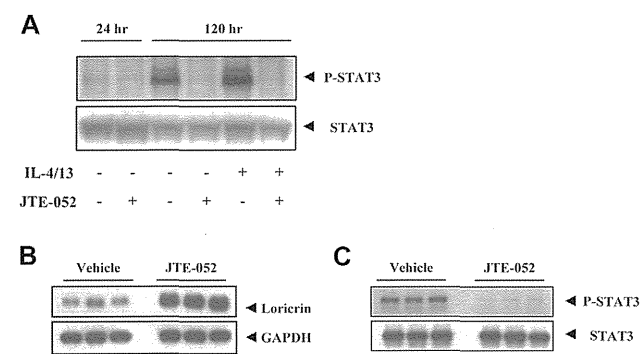 A
24 hr 120 hr
P-STAT3
STAT3
IL-4/13 - - - - + +
JTE-052 - + - + - +
B
Vehicle JTE-052
Loricrin
GAPDH
C
Vehicle JTE-052
P-STAT3
STAT3